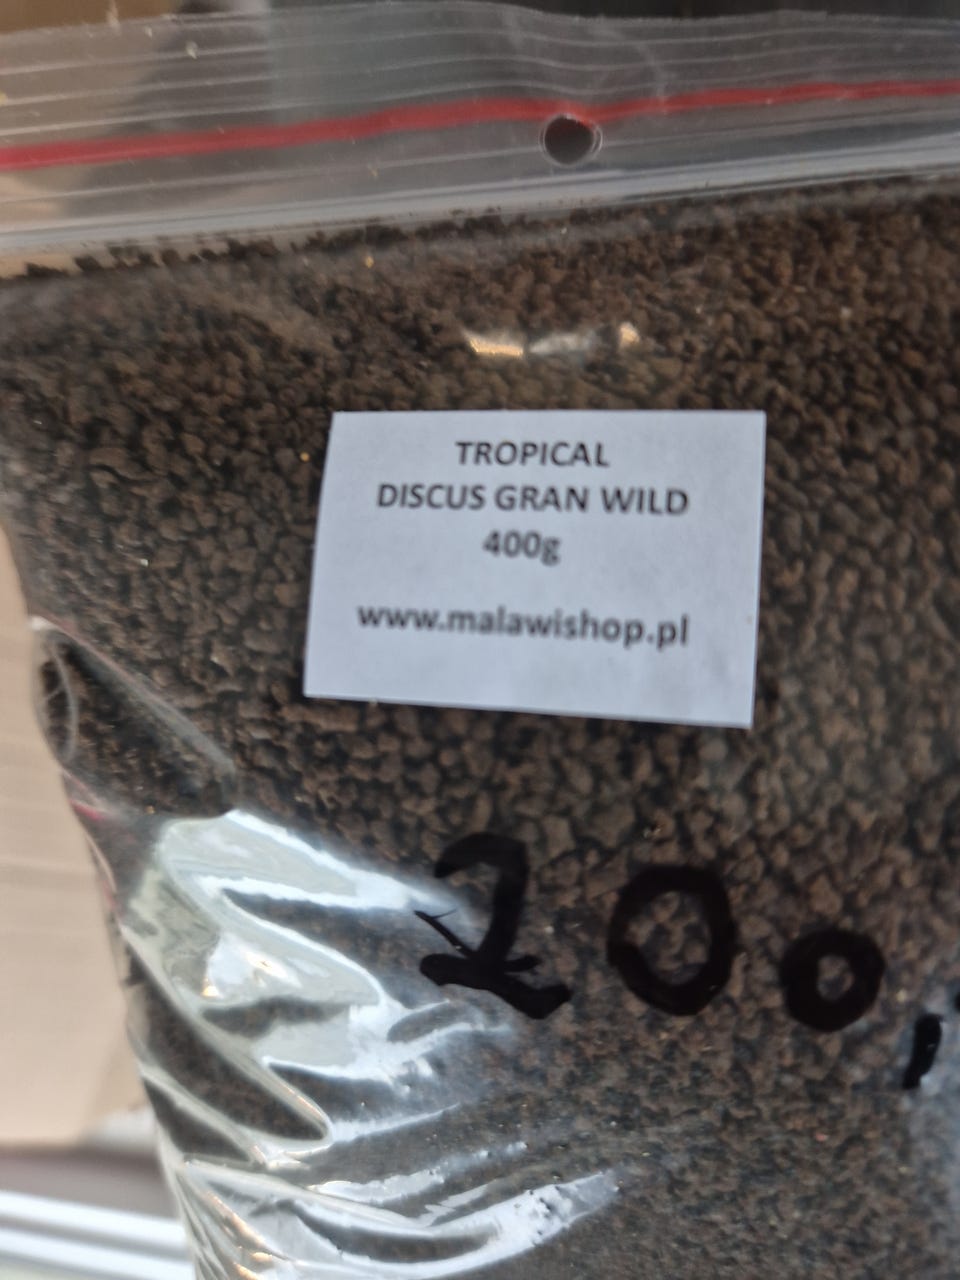 TROPICAL
DISCUS GRAN WILD
400g
www.malawishop.pl
200,